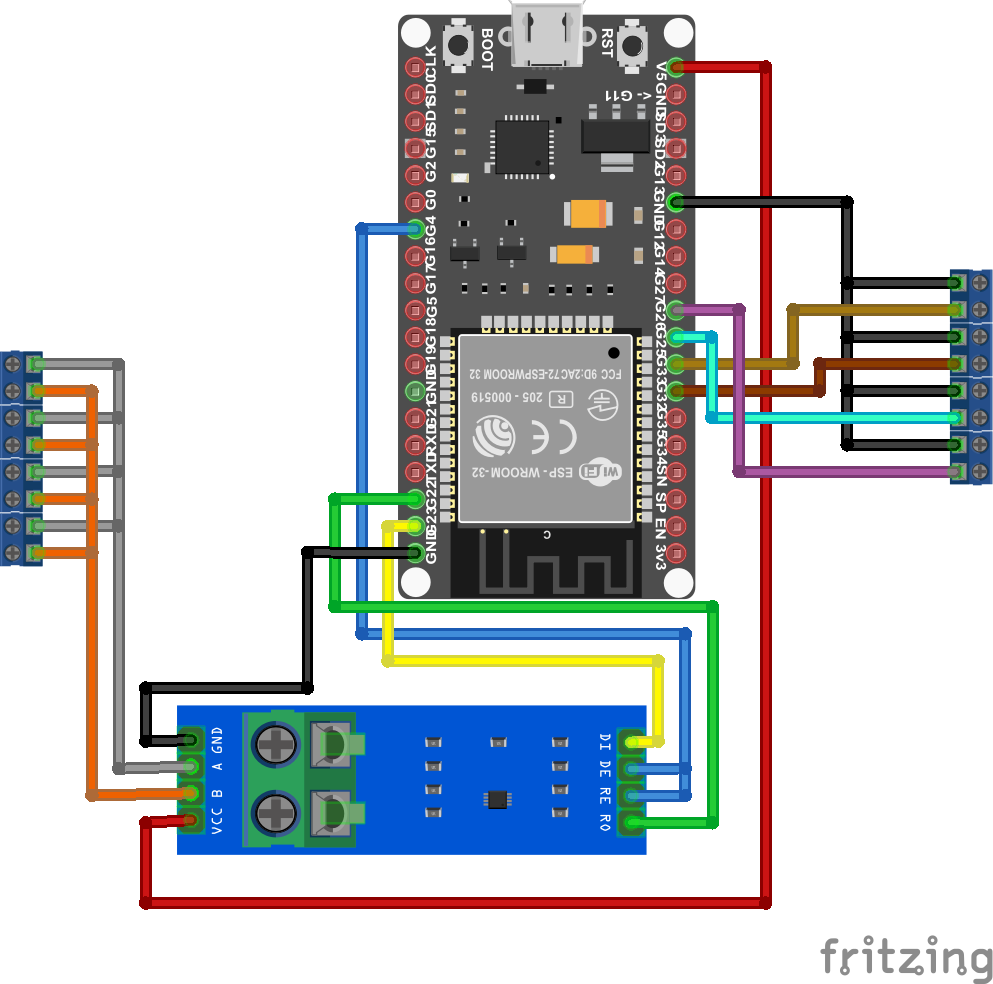 BOOT
RST
<- G11
CLK
SD0
SD1
G15
G2
G0
G4
G16
G17
G5
G18
G19
GND
G21
RXD
TXD
G22
G23
GND
V5
GND
SD3
SD2
G13
GND
G12
G14
G27
G26
G25
G33
G32
G35
G34
SN
SP
EN
3v3
ESP - WROOM-32
WiFi
CE
R
205 - 000519
FCC 9D:2AC72-ESPWROOM 32
C
GND
A
B
VCC
DI
DE
RE
RO
fritzing